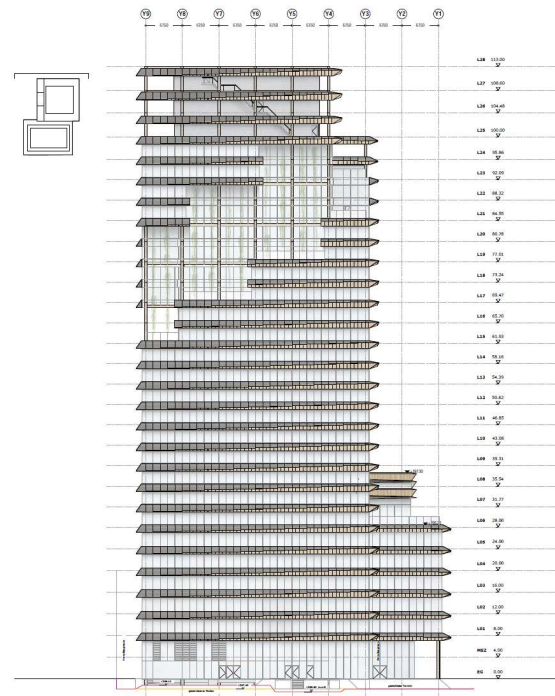 Y9 Y8 Y7 Y6 Y5 Y4 Y3 Y2 Y1
L28 113.00
L27 108.60
L26 104.48
L25 100.00
L24 95.86
L23 92.09
L22 88.32
L21 84.55
L20 80.78
L19 77.01
L18 73.24
L17 69.47
L16 65.70
L15 61.93
L14 58.16
L13 54.39
L12 50.62
L11 46.85
L10 43.08
L09 39.31
L08 35.54
L07 31.77
L06 28.00
L05 24.00
L04 20.00
L03 16.00
L02 12.00
L01 8.00
MEZ 4.00
EG 0.00